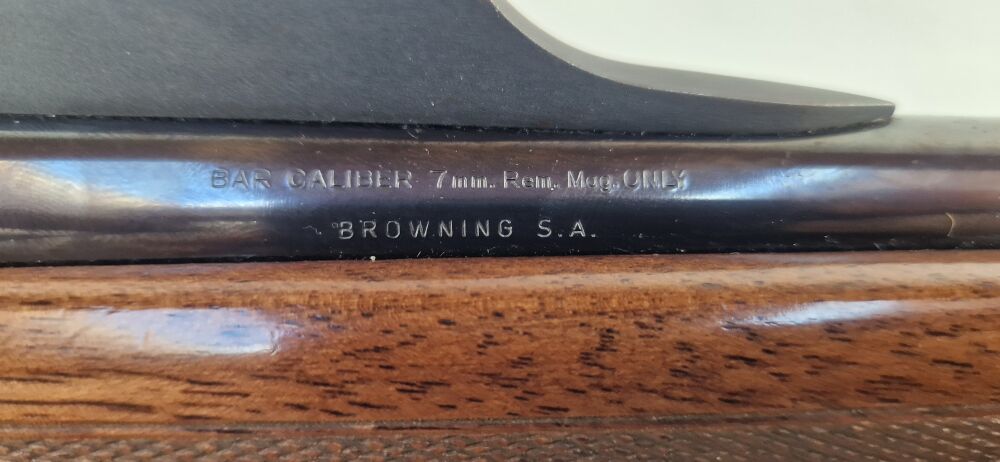 BAR CALIBER 7mm. Rem. Mag. ONLY
BROWNING S.A.